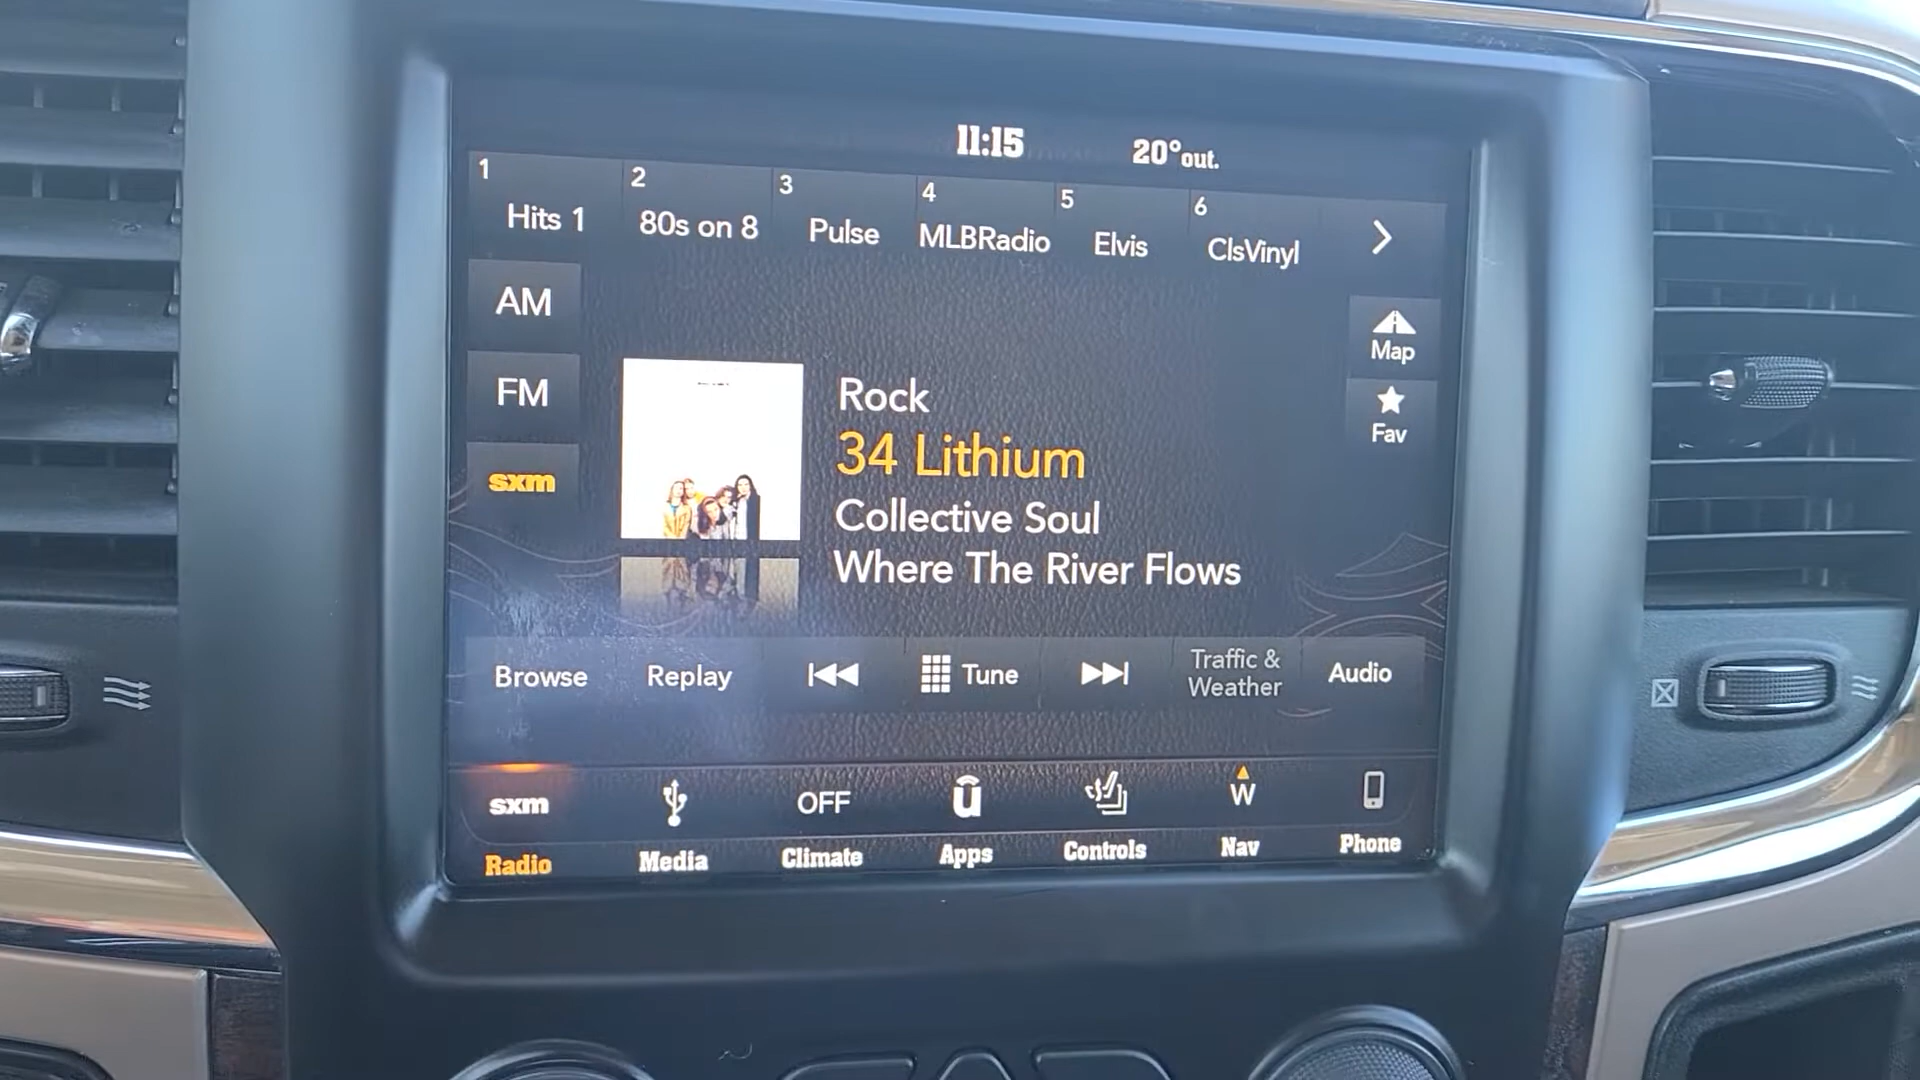 11:15 20°out.
1 Hits 1
2 80s on 8
3 Pulse
4 MLBRadio
5 Elvis
6 ClsVinyl
AM
FM
sxm
Map
Fav
Rock
34 Lithium
Collective Soul
Where The River Flows
Browse
Replay
Tune
Traffic &
Weather
Audio
sxm
Radio
Media
OFF
Climate
Apps
Controls
W
Nav
Phone